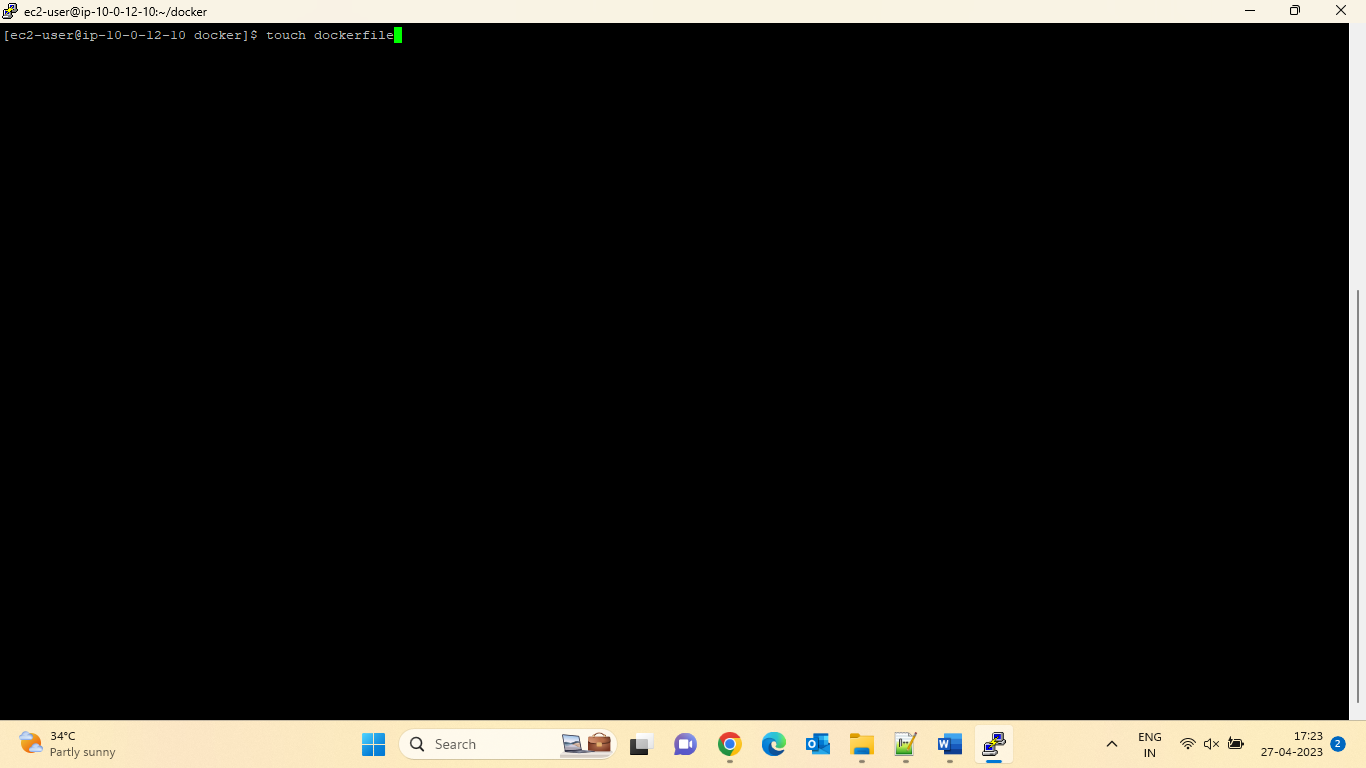 ec2-user@ip-10-0-12-10:~/docker
[ec2-user@ip-10-0-12-10 docker]$ touch dockerfile
34°C
Partly sunny
Search
ENG
IN
17:23
27-04-2023
2